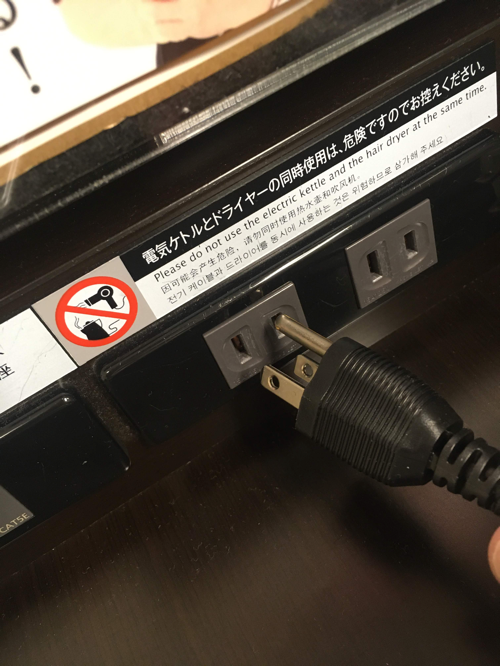 Q
!
電気ケトルとドライヤーの同時使用は、危険ですのでお控えください。
Please do not use the electric kettle and the hair dryer at the same time.
因可能会产生危险，请勿同时使用热水壶和吹风机。
전기 케이블과 드라이어를 동시에 사용하는 것은 위험하므로 삼가해 주세요
CAT5E